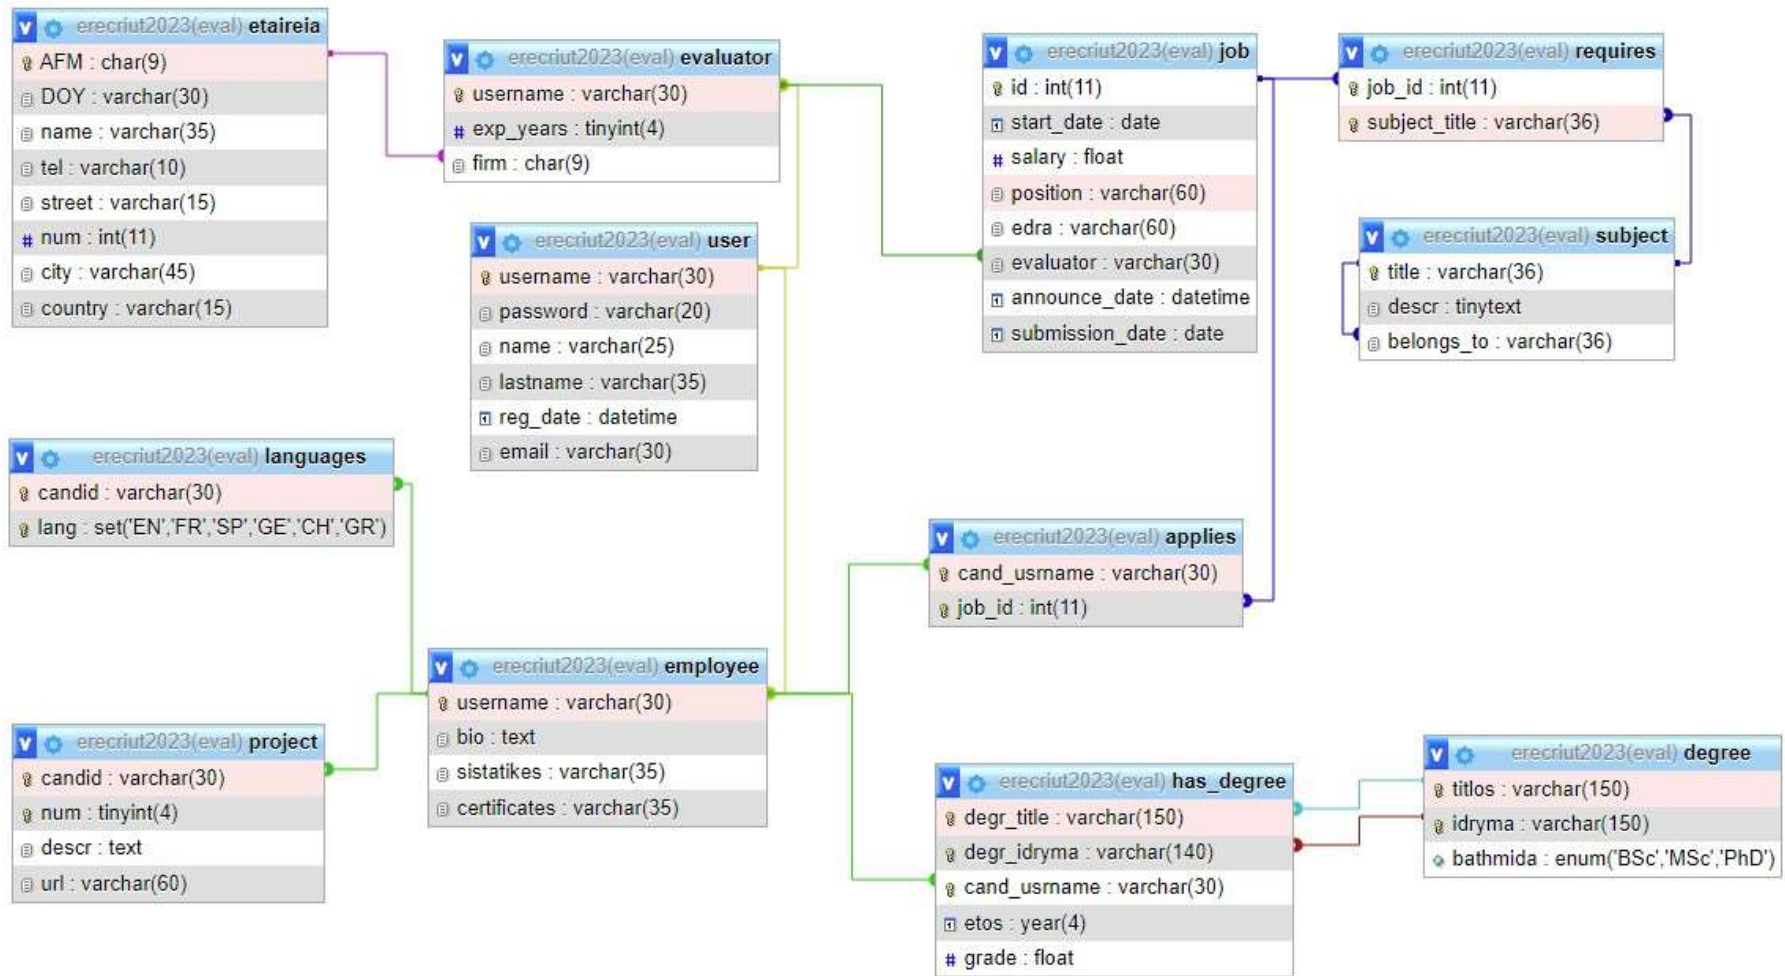 erecriut2023(eval) etaireia
AFM : char(9)
DOY : varchar(30)
name : varchar(35)
tel : varchar(10)
street : varchar(15)
num : int(11)
city : varchar(45)
country : varchar(15)
erecriut2023(eval) evaluator
username : varchar(30)
exp_years : tinyint(4)
firm : char(9)
erecriut2023(eval) user
username : varchar(30)
password : varchar(20)
name : varchar(25)
lastname : varchar(35)
reg_date : datetime
email : varchar(30)
erecriut2023(eval) job
id : int(11)
start_date : date
salary : float
position : varchar(60)
edra : varchar(60)
evaluator : varchar(30)
announce_date : datetime
submission_date : date
erecriut2023(eval) requires
job_id : int(11)
subject_title : varchar(36)
erecriut2023(eval) subject
title : varchar(36)
descr : tinytext
belongs_to : varchar(36)
erecriut2023(eval) languages
candid : varchar(30)
lang : set('EN','FR','SP','GE','CH','GR')
erecriut2023(eval) applies
cand_usrname : varchar(30)
job_id : int(11)
erecriut2023(eval) employee
username : varchar(30)
bio : text
sistatikes : varchar(35)
certificates : varchar(35)
erecriut2023(eval) project
candid : varchar(30)
num : tinyint(4)
descr : text
url : varchar(60)
erecriut2023(eval) has_degree
degr_title : varchar(150)
degr_idryma : varchar(140)
cand_usrname : varchar(30)
etos : year(4)
grade : float
erecriut2023(eval) degree
titlos : varchar(150)
idryma : varchar(150)
bathmida : enum('BSc','MSc','PhD')